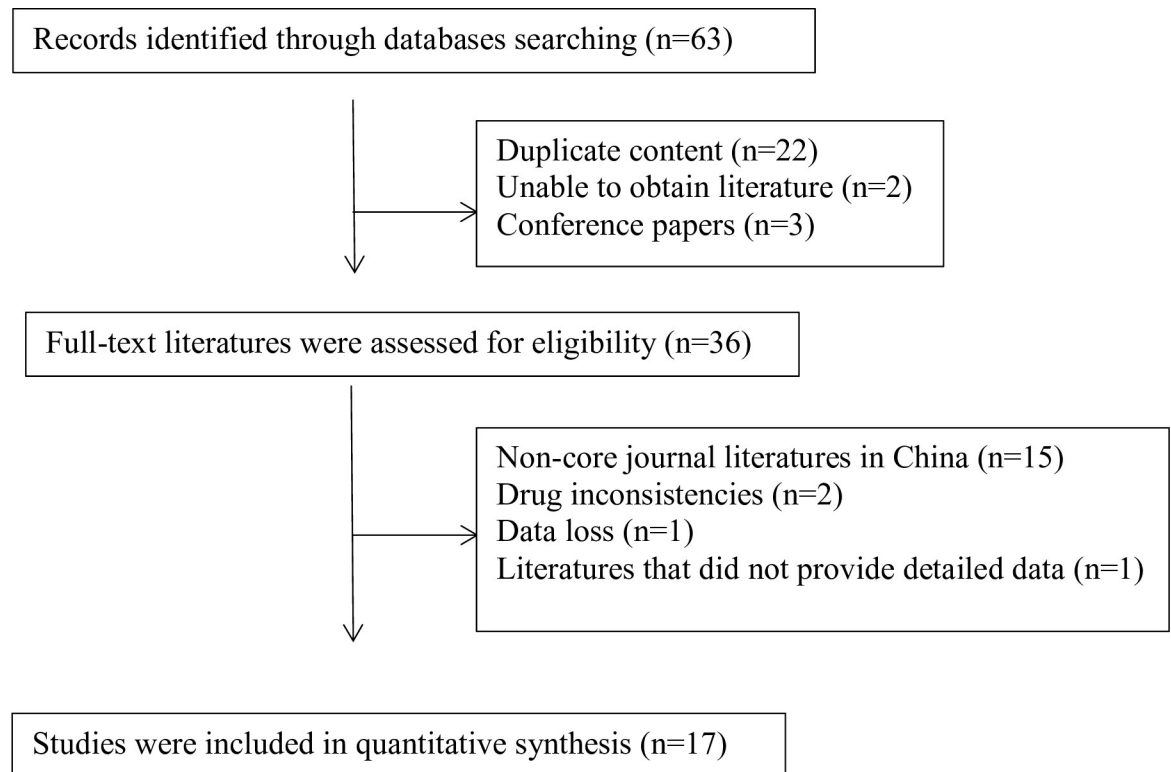 Records identified through databases searching (n=63)
Duplicate content (n=22)
Unable to obtain literature (n=2)
Conference papers (n=3)
Full-text literatures were assessed for eligibility (n=36)
Non-core journal literatures in China (n=15)
Drug inconsistencies (n=2)
Data loss (n=1)
Literatures that did not provide detailed data (n=1)
Studies were included in quantitative synthesis (n=17)